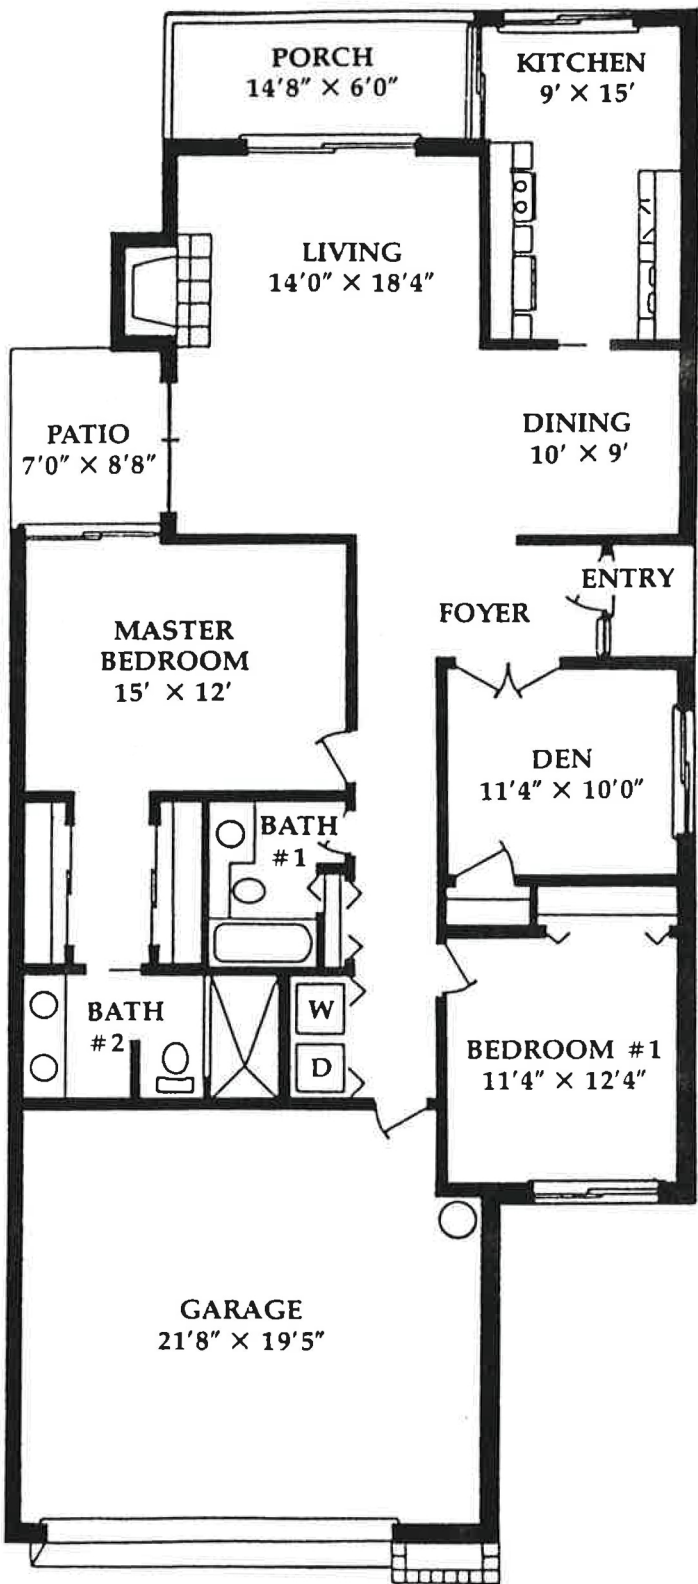 PORCH
14'8" × 6'0"
KITCHEN
9' × 15'
LIVING
14'0" × 18'4"
PATIO
7'0" × 8'8"
DINING
10' × 9'
ENTRY
FOYER
MASTER
BEDROOM
15' × 12'
DEN
11'4" × 10'0"
BATH
#1
BATH
#2
W
D
BEDROOM #1
11'4" × 12'4"
GARAGE
21'8" × 19'5"